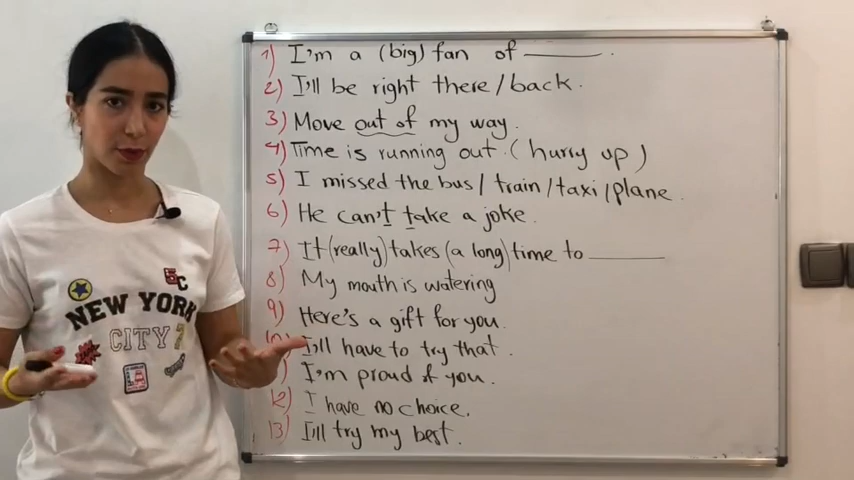 1) I'm a (big) fan of ______.
2) I'll be right there/back.
3) Move out of my way.
4) Time is running out. (hurry up)
5) I missed the bus/train/taxi/plane.
6) He can't take a joke.
7) It (really) takes (a long) time to ______
8) My mouth is watering
9) Here's a gift for you.
10) I'll have to try that.
) I'm proud of you.
12) I have no choice.
13) I'll try my best.
5TC
NEW YORK
CITY